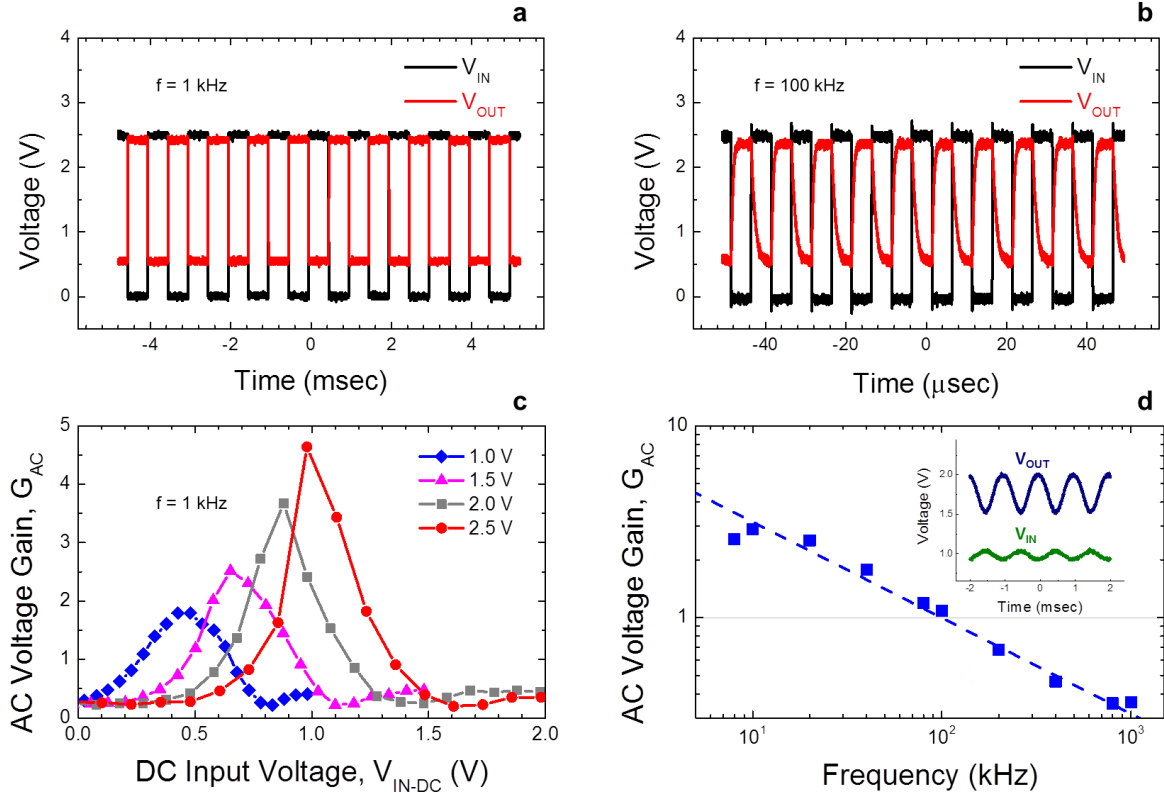 a
4
3
2
1
0
Voltage (V)
f = 1 kHz
V_IN
V_OUT
-4 -2 0 2 4
Time (msec)
b
4
3
2
1
0
Voltage (V)
f = 100 kHz
V_IN
V_OUT
-40 -20 0 20 40
Time (μsec)
c
5
4
3
2
1
0
AC Voltage Gain, G_AC
f = 1 kHz
1.0 V
1.5 V
2.0 V
2.5 V
0.0 0.5 1.0 1.5 2.0
DC Input Voltage, V_IN-DC (V)
d
10
1
AC Voltage Gain, G_AC
V_OUT
V_IN
2.0
1.5
1.0
Voltage (V)
-2 -1 0 1 2
Time (msec)
10^1 10^2 10^3
Frequency (kHz)